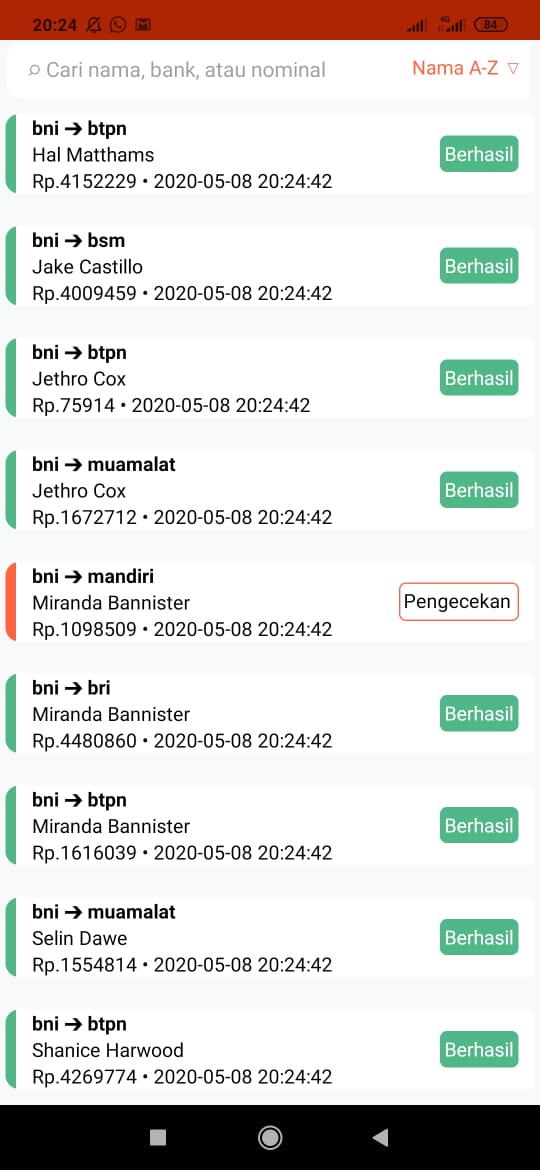 20:24
4G
84
Cari nama, bank, atau nominal
Nama A-Z ▽
bni → btpn
Hal Matthams
Rp.4152229 • 2020-05-08 20:24:42
Berhasil
bni → bsm
Jake Castillo
Rp.4009459 • 2020-05-08 20:24:42
Berhasil
bni → btpn
Jethro Cox
Rp.75914 • 2020-05-08 20:24:42
Berhasil
bni → muamalat
Jethro Cox
Rp.1672712 • 2020-05-08 20:24:42
Berhasil
bni → mandiri
Miranda Bannister
Rp.1098509 • 2020-05-08 20:24:42
Pengecekan
bni → bri
Miranda Bannister
Rp.4480860 • 2020-05-08 20:24:42
Berhasil
bni → btpn
Miranda Bannister
Rp.1616039 • 2020-05-08 20:24:42
Berhasil
bni → muamalat
Selin Dawe
Rp.1554814 • 2020-05-08 20:24:42
Berhasil
bni → btpn
Shanice Harwood
Rp.4269774 • 2020-05-08 20:24:42
Berhasil